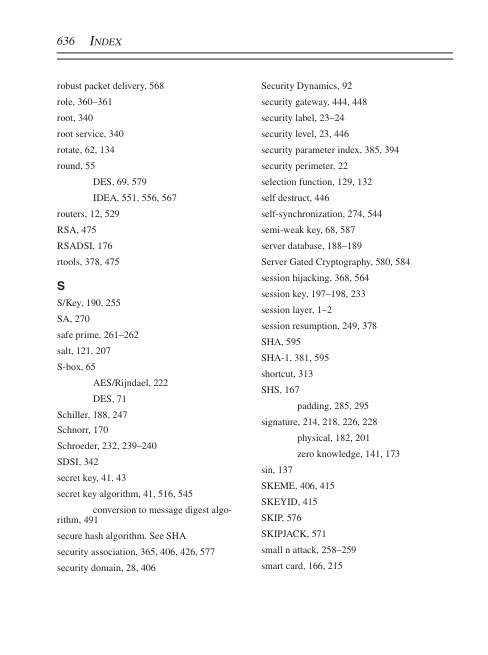 636 INDEX
robust packet delivery, 568
role, 360–361
root, 340
root service, 340
rotate, 62, 134
round, 55
DES, 69, 579
IDEA, 551, 556, 567
routers, 12, 529
RSA, 475
RSADSI, 176
rtools, 378, 475
S
S/Key, 190, 255
SA, 270
safe prime, 261–262
salt, 121, 207
S-box, 65
AES/Rijndael, 222
DES, 71
Schiller, 188, 247
Schnorr, 170
Schroeder, 232, 239–240
SDSI, 342
secret key, 41, 43
secret key algorithm, 41, 516, 545
conversion to message digest algo-
rithm, 491
secure hash algorithm. See SHA
security association, 365, 406, 426, 577
security domain, 28, 406
Security Dynamics, 92
security gateway, 444, 448
security label, 23–24
security level, 23, 446
security parameter index, 385, 394
security perimeter, 22
selection function, 129, 132
self destruct, 446
self-synchronization, 274, 544
semi-weak key, 68, 587
server database, 188–189
Server Gated Cryptography, 580, 584
session hijacking, 368, 564
session key, 197–198, 233
session layer, 1–2
session resumption, 249, 378
SHA, 595
SHA-1, 381, 595
shortcut, 313
SHS, 167
padding, 285, 295
signature, 214, 218, 226, 228
physical, 182, 201
zero knowledge, 141, 173
sin, 137
SKEME, 406, 415
SKEYID, 415
SKIP, 576
SKIPJACK, 571
small n attack, 258–259
smart card, 166, 215